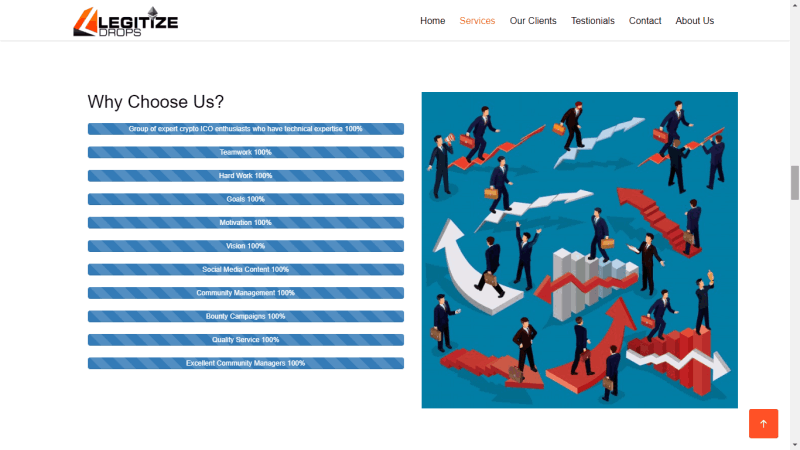 LEGITIZE
DROPS
Home Services Our Clients Testionials Contact About Us
Why Choose Us?
Group of expert crypto ICO enthusiasts who have technical expertise 100%
Teamwork 100%
Hard Work 100%
Goals 100%
Motivation 100%
Vision 100%
Social Media Content 100%
Community Management 100%
Bounty Campaigns 100%
Quality Service 100%
Excellent Community Managers 100%